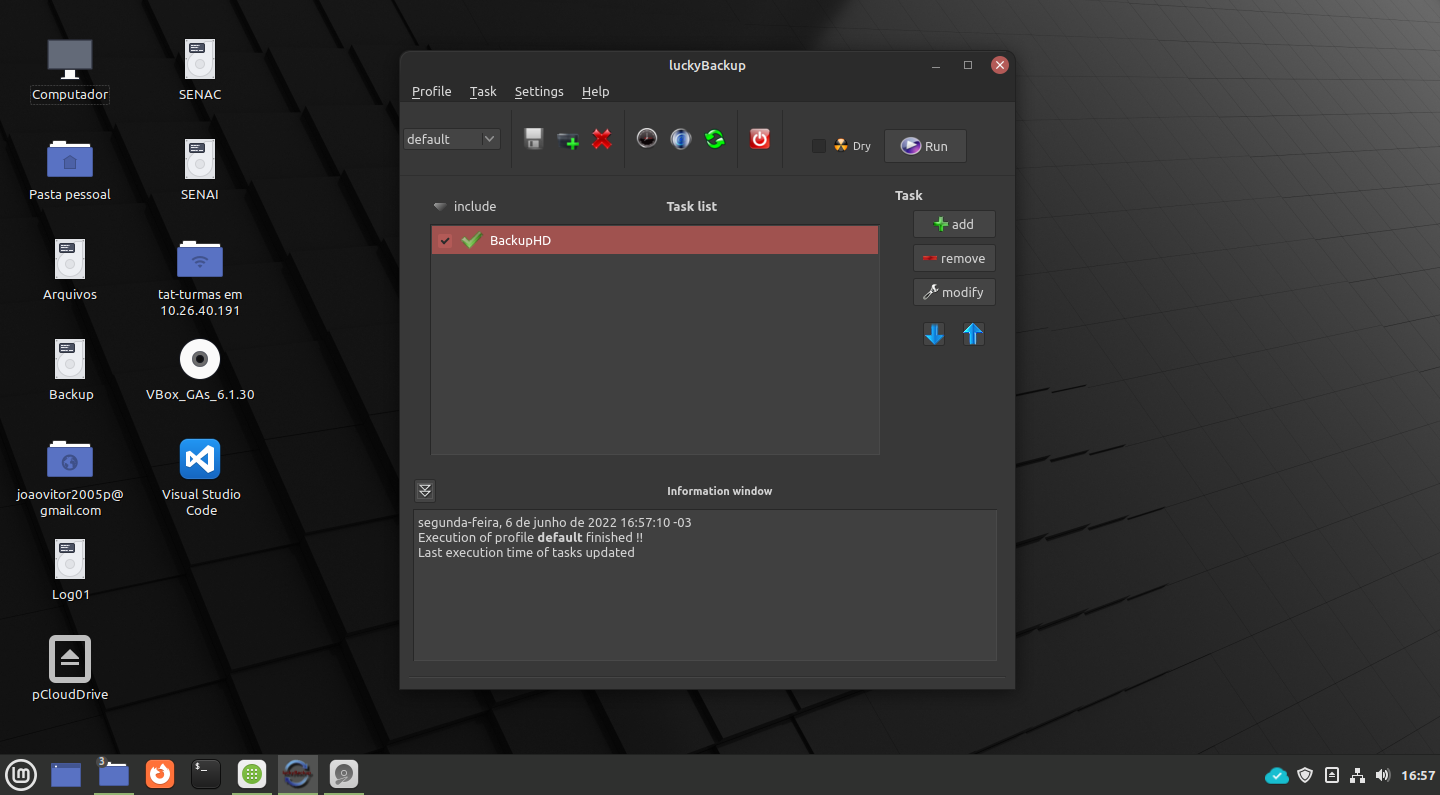 Computador
SENAC
Pasta pessoal
SENAI
Arquivos
tat-turmas em
10.26.40.191
Backup
VBox_GAs_6.1.30
joaovitor2005p@
gmail.com
Visual Studio
Code
Log01
pCloudDrive
luckyBackup
Profile Task Settings Help
default
Dry
Run
include
Task list
Task
BackupHD
add
remove
modify
Information window
segunda-feira, 6 de junho de 2022 16:57:10 -03
Execution of profile default finished !!
Last execution time of tasks updated
3
$_
16:57